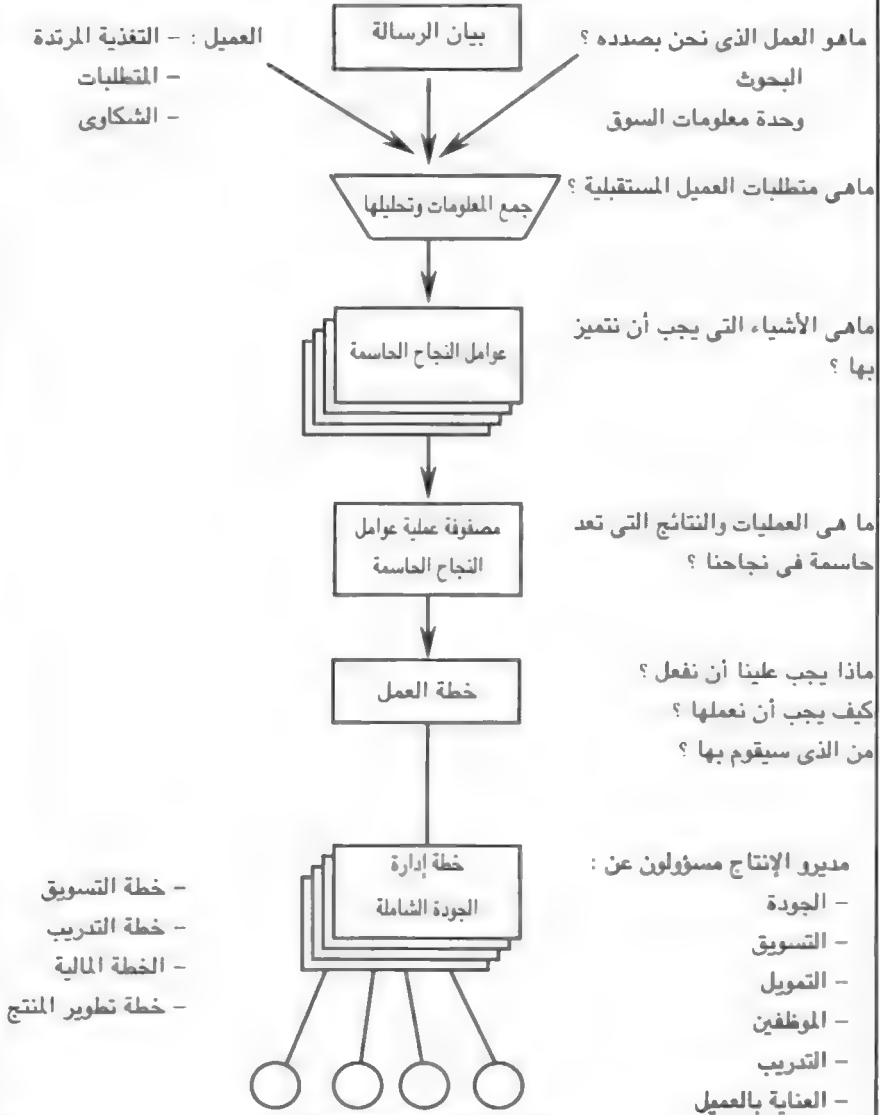 ماهو العمل الذى نحن بصدده ؟
البحوث
وحدة معلومات السوق
بيان الرسالة
العميل : – التغذية المرتدة
– المتطلبات
– الشكاوى
ماهى متطلبات العميل المستقبلية ؟
جمع المعلومات وتحليلها
ماهى الأشياء التى يجب أن نتميز
بها ؟
عوامل النجاح الحاسمة
ما هى العمليات والنتائج التى تعد
حاسمة فى نجاحنا ؟
مصفوفة عملية عوامل
النجاح الحاسمة
ماذا يجب علينا أن نفعل ؟
كيف يجب أن نعملها ؟
من الذى سيقوم بها ؟
خطة العمل
مديرو الإنتاج مسؤولون عن :
– الجودة
– التسويق
– التمويل
– الموظفين
– التدريب
– العناية بالعميل
خطة إدارة
الجودة الشاملة
– خطة التسويق
– خطة التدريب
– الخطة المالية
– خطة تطوير المنتج